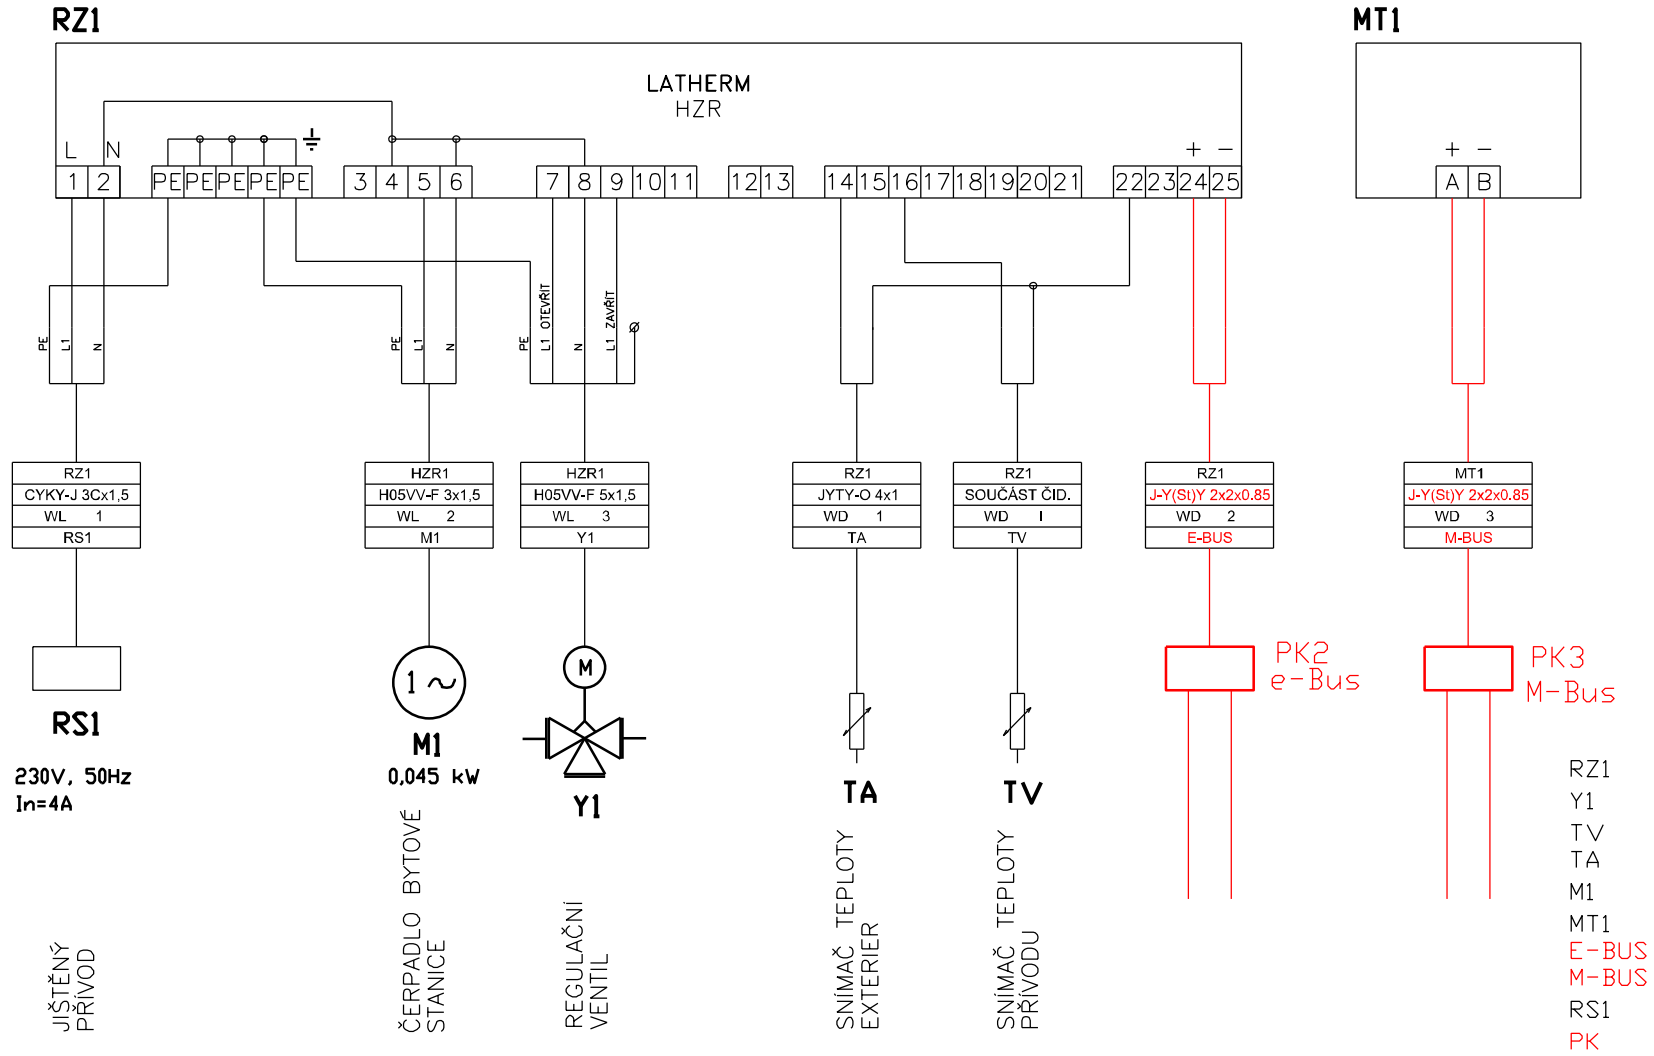 RZ1
MT1
LATHERM
HZR
L N
+ −
+ −
1 2 PE PE PE PE PE 3 4 5 6 7 8 9 10 11 12 13 14 15 16 17 18 19 20 21 22 23 24 25
A B
PE
L1
N
PE
L1
N
PE
L1 OTEVŘÍT
N
L1 ZAVŘÍT
RZ1
CYKY-J 3Cx1,5
WL 1
RS1
HZR1
H05VV-F 3x1,5
WL 2
M1
HZR1
H05VV-F 5x1,5
WL 3
Y1
RZ1
JYTY-O 4x1
WD 1
TA
RZ1
SOUČÁST ČID.
WD I
TV
RZ1
J-Y(St)Y 2x2x0.85
WD 2
E-BUS
MT1
J-Y(St)Y 2x2x0.85
WD 3
M-BUS
RS1
230V, 50Hz
In=4A
1 ~
M1
0,045 kW
M
Y1
TA
TV
PK2
e-Bus
PK3
M-Bus
JIŠTĚNÝ
PŘÍVOD
ČERPADLO BYTOVÉ
STANICE
REGULAČNÍ
VENTIL
SNÍMAČ TEPLOTY
EXTERIER
SNÍMAČ TEPLOTY
PŘÍVODU
RZ1
Y1
TV
TA
M1
MT1
E-BUS
M-BUS
RS1
PK